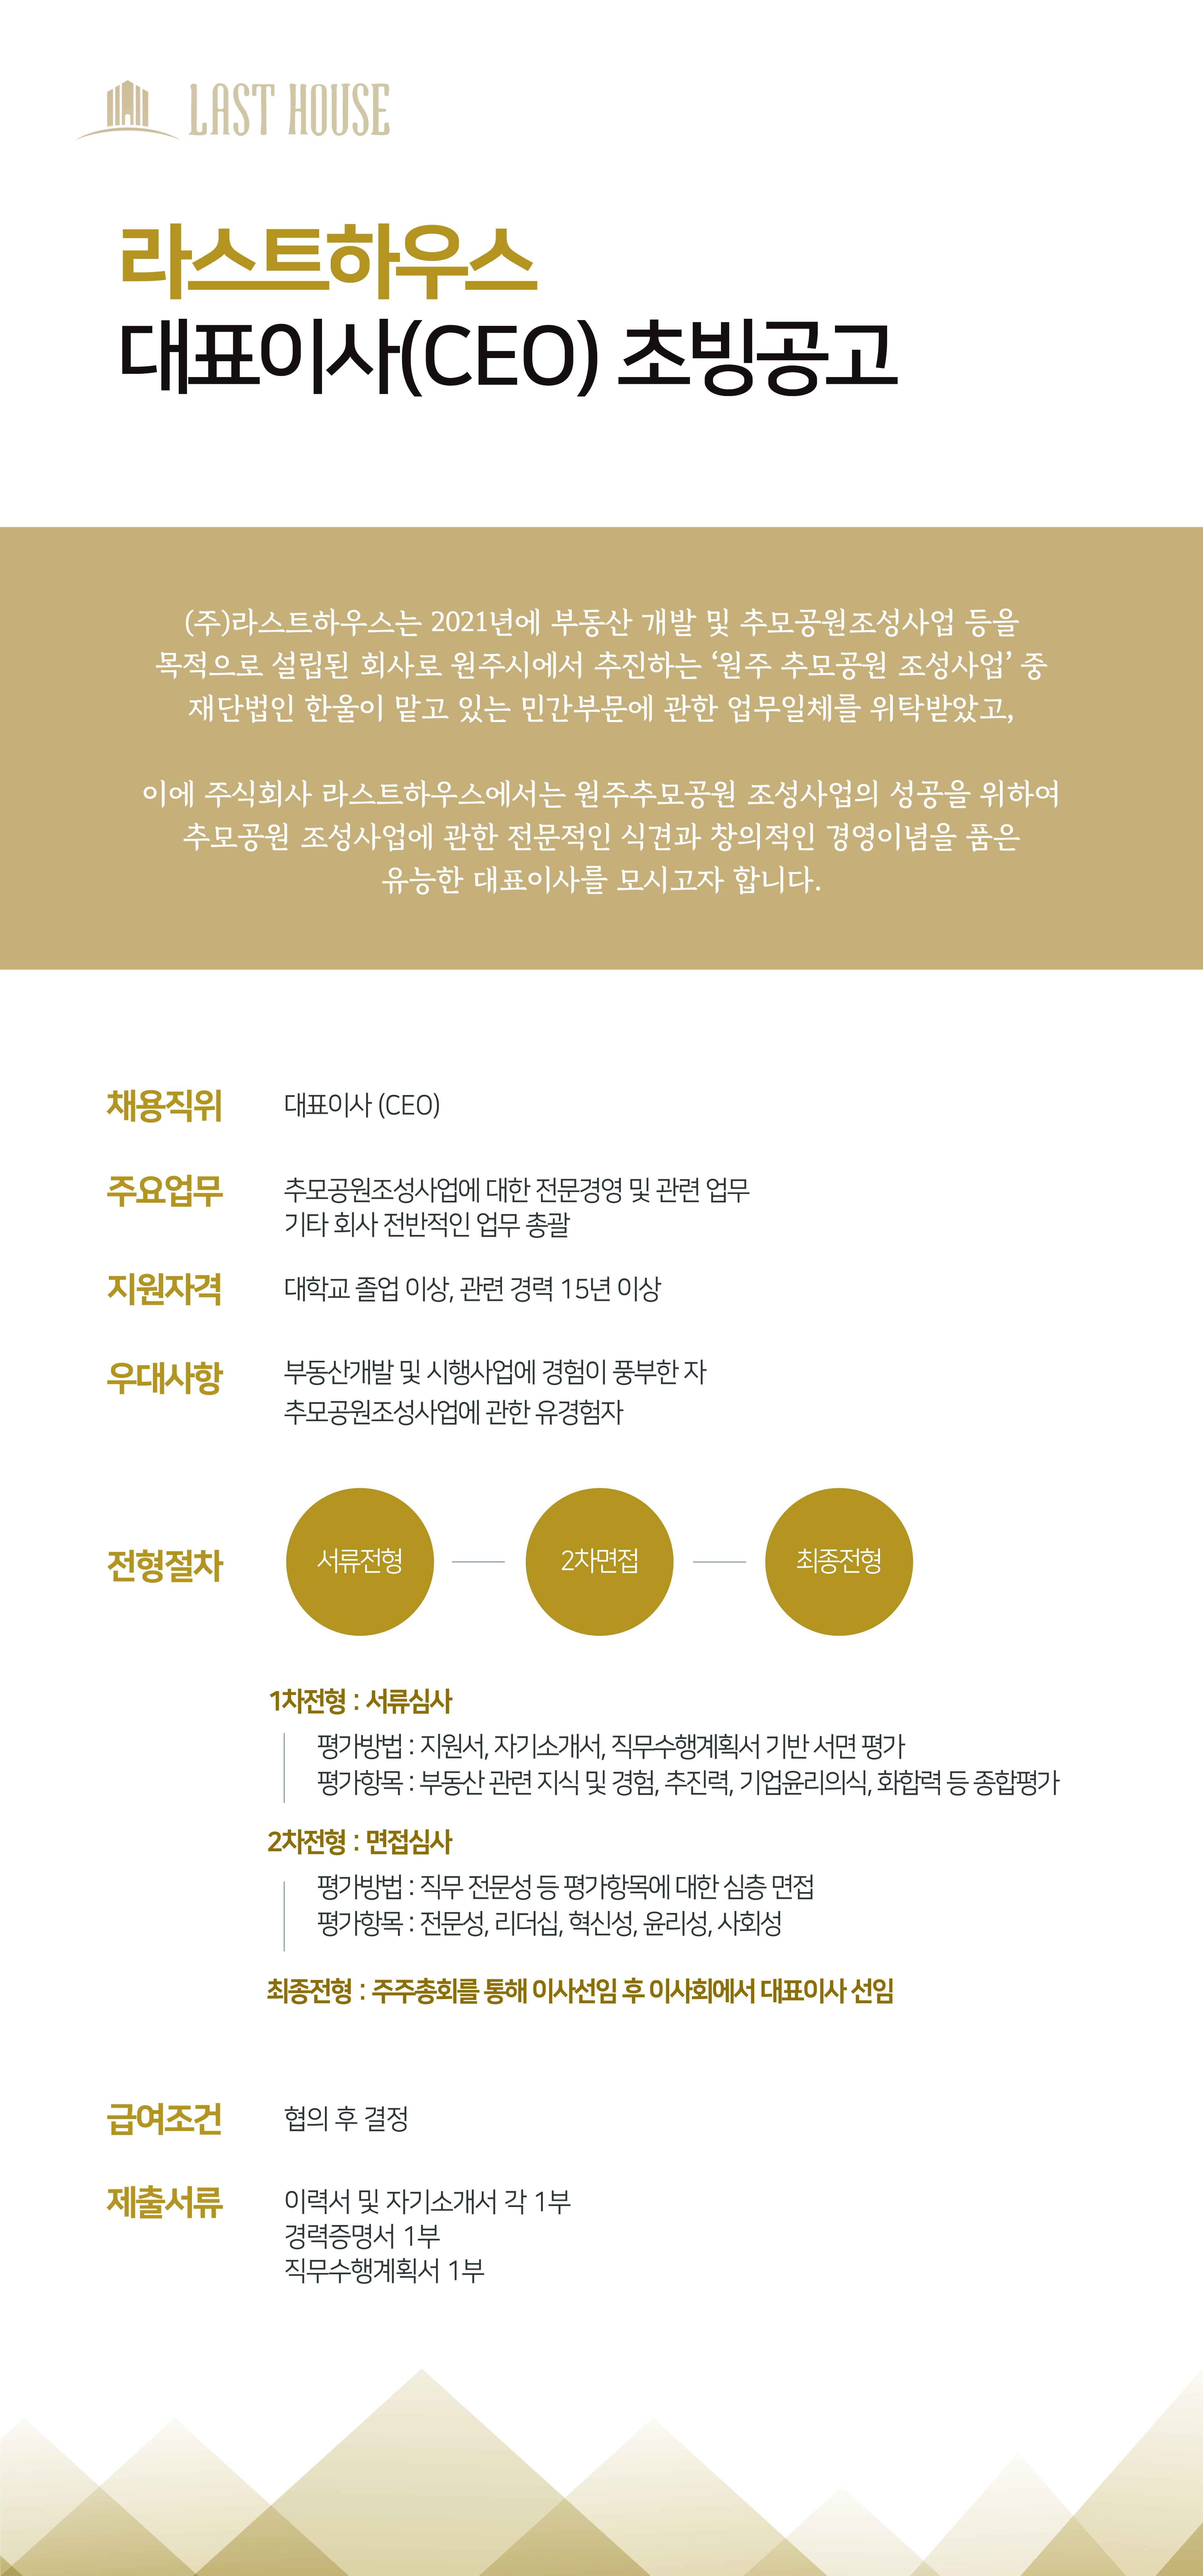 LAST HOUSE
라스트하우스
대표이사(CEO) 초빙공고
(주)라스트하우스는 2021년에 부동산 개발 및 추모공원조성사업 등을
목적으로 설립된 회사로 원주시에서 추진하는 ‘원주 추모공원 조성사업’ 중
재단법인 한울이 맡고 있는 민간부문에 관한 업무일체를 위탁받았고,
이에 주식회사 라스트하우스에서는 원주추모공원 조성사업의 성공을 위하여
추모공원 조성사업에 관한 전문적인 식견과 창의적인 경영이념을 품은
유능한 대표이사를 모시고자 합니다.
채용직위 대표이사 (CEO)
주요업무 추모공원조성사업에 대한 전문경영 및 관련 업무
기타 회사 전반적인 업무 총괄
지원자격 대학교 졸업 이상, 관련 경력 15년 이상
우대사항 부동산개발 및 시행사업에 경험이 풍부한 자
추모공원조성사업에 관한 유경험자
전형절차 서류전형 2차면접 최종전형
1차전형 : 서류심사
평가방법 : 지원서, 자기소개서, 직무수행계획서 기반 서면 평가
평가항목 : 부동산 관련 지식 및 경험, 추진력, 기업윤리의식, 화합력 등 종합평가
2차전형 : 면접심사
평가방법 : 직무 전문성 등 평가항목에 대한 심층 면접
평가항목 : 전문성, 리더십, 혁신성, 윤리성, 사회성
최종전형 : 주주총회를 통해 이사선임 후 이사회에서 대표이사 선임
급여조건 협의 후 결정
제출서류 이력서 및 자기소개서 각 1부
경력증명서 1부
직무수행계획서 1부